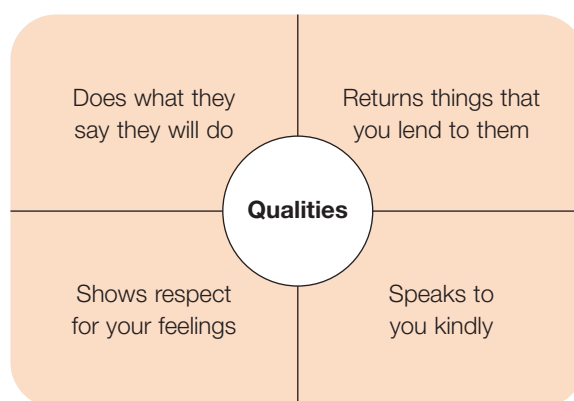 Does what they
say they will do
Returns things that
you lend to them
Qualities
Shows respect
for your feelings
Speaks to
you kindly